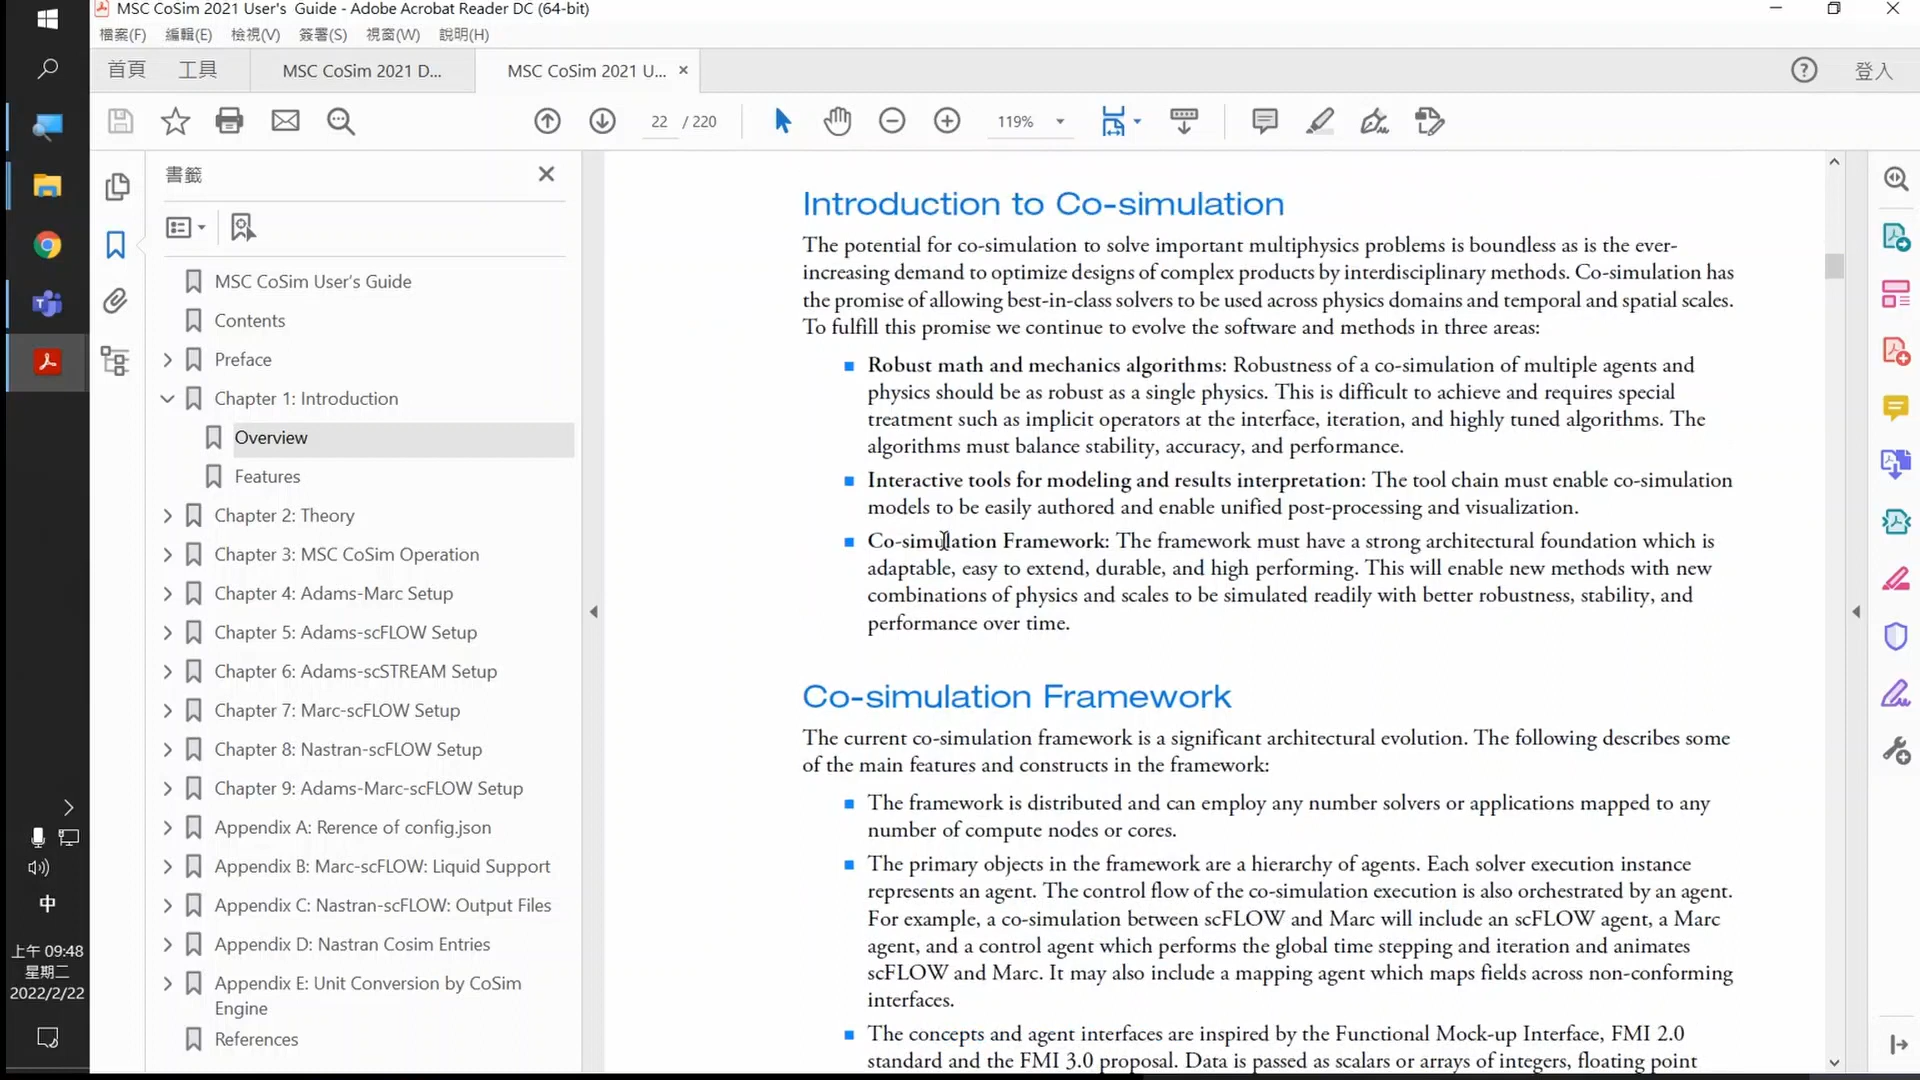 MSC CoSim 2021 User's  Guide - Adobe Acrobat Reader DC (64-bit)
檔案(F) 編輯(E) 檢視(V) 簽署(S) 視窗(W) 說明(H)
首頁 工具 MSC CoSim 2021 D... MSC CoSim 2021 U... × 登入
22 / 220 119%
書籤
MSC CoSim User's Guide
Contents
Preface
Chapter 1: Introduction
Overview
Features
Chapter 2: Theory
Chapter 3: MSC CoSim Operation
Chapter 4: Adams-Marc Setup
Chapter 5: Adams-scFLOW Setup
Chapter 6: Adams-scSTREAM Setup
Chapter 7: Marc-scFLOW Setup
Chapter 8: Nastran-scFLOW Setup
Chapter 9: Adams-Marc-scFLOW Setup
Appendix A: Rerence of config.json
Appendix B: Marc-scFLOW: Liquid Support
Appendix C: Nastran-scFLOW: Output Files
Appendix D: Nastran Cosim Entries
Appendix E: Unit Conversion by CoSim
Engine
References
Introduction to Co-simulation
The potential for co-simulation to solve important multiphysics problems is boundless as is the ever-
increasing demand to optimize designs of complex products by interdisciplinary methods. Co-simulation has
the promise of allowing best-in-class solvers to be used across physics domains and temporal and spatial scales.
To fulfill this promise we continue to evolve the software and methods in three areas:
■ Robust math and mechanics algorithms: Robustness of a co-simulation of multiple agents and
physics should be as robust as a single physics. This is difficult to achieve and requires special
treatment such as implicit operators at the interface, iteration, and highly tuned algorithms. The
algorithms must balance stability, accuracy, and performance.
■ Interactive tools for modeling and results interpretation: The tool chain must enable co-simulation
models to be easily authored and enable unified post-processing and visualization.
■ Co-simulation Framework: The framework must have a strong architectural foundation which is
adaptable, easy to extend, durable, and high performing. This will enable new methods with new
combinations of physics and scales to be simulated readily with better robustness, stability, and
performance over time.
Co-simulation Framework
The current co-simulation framework is a significant architectural evolution. The following describes some
of the main features and constructs in the framework:
■ The framework is distributed and can employ any number solvers or applications mapped to any
number of compute nodes or cores.
■ The primary objects in the framework are a hierarchy of agents. Each solver execution instance
represents an agent. The control flow of the co-simulation execution is also orchestrated by an agent.
For example, a co-simulation between scFLOW and Marc will include an scFLOW agent, a Marc
agent, and a control agent which performs the global time stepping and iteration and animates
scFLOW and Marc. It may also include a mapping agent which maps fields across non-conforming
interfaces.
■ The concepts and agent interfaces are inspired by the Functional Mock-up Interface, FMI 2.0
standard and the FMI 3.0 proposal. Data is passed as scalars or arrays of integers, floating point
中
上午 09:48
星期二
2022/2/22